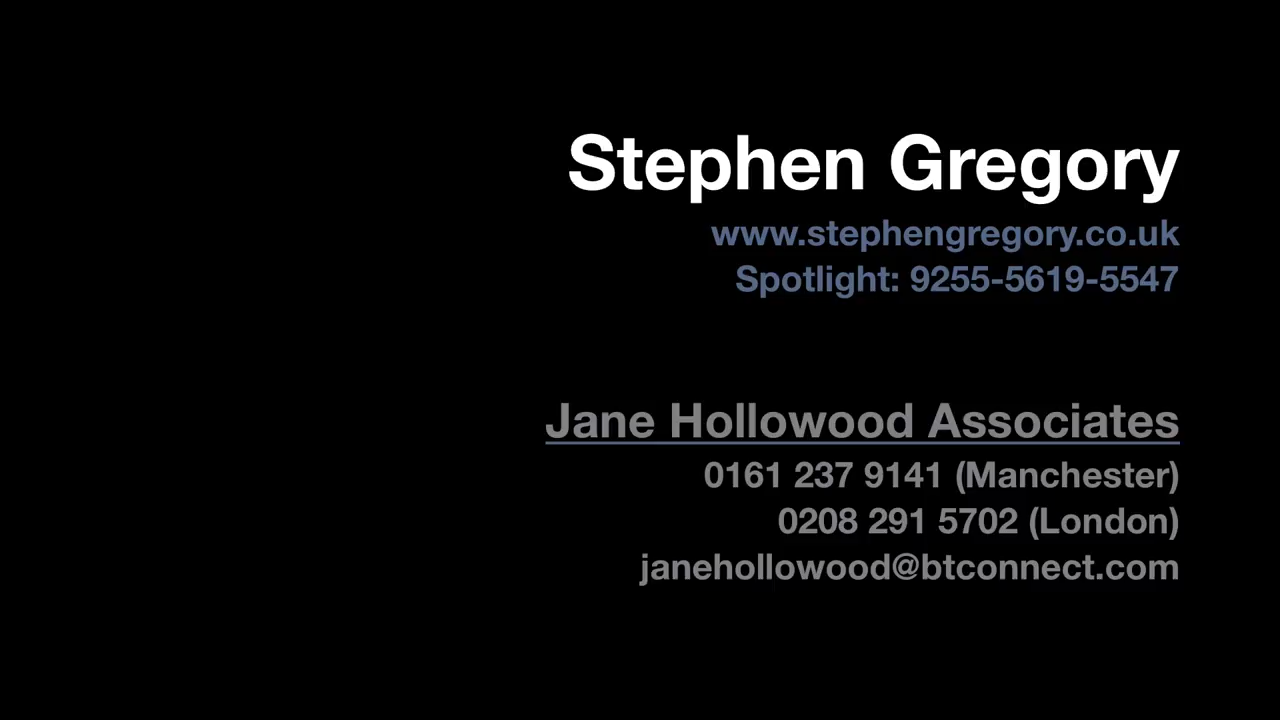 Stephen Gregory
www.stephengregory.co.uk
Spotlight: 9255-5619-5547
Jane Hollowood Associates
0161 237 9141 (Manchester)
0208 291 5702 (London)
janehollowood@btconnect.com